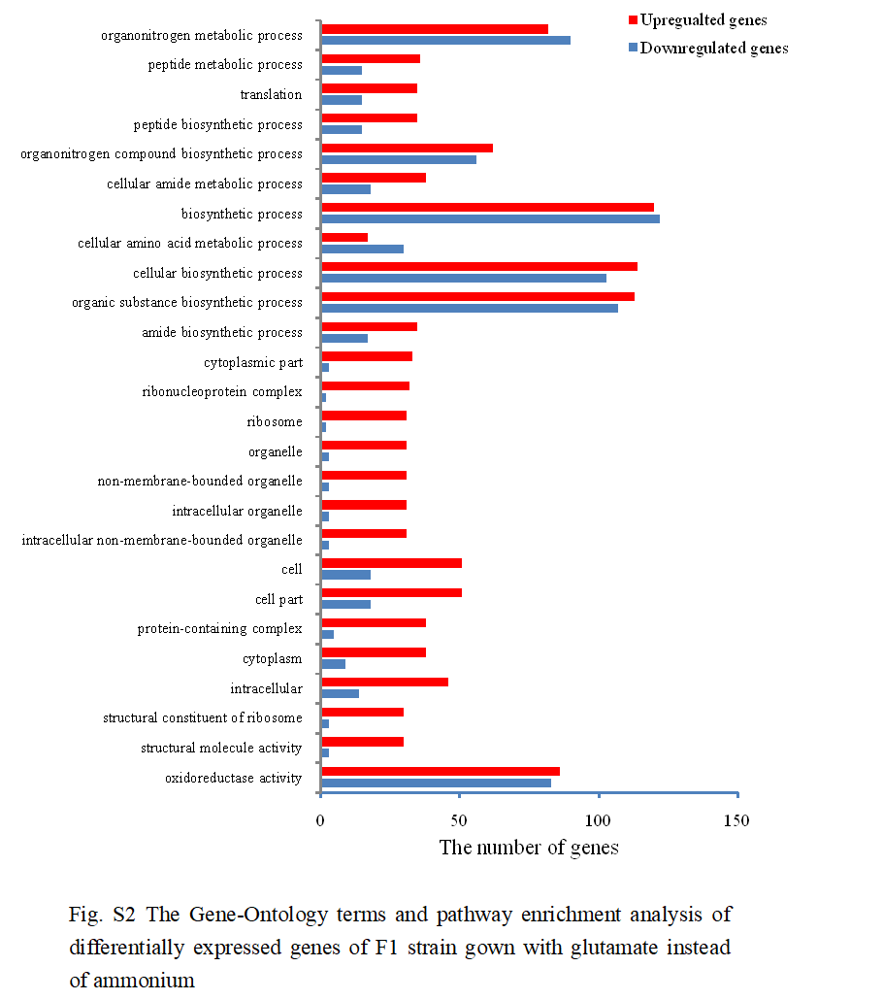 Upregualted genes
Downregulated genes
organonitrogen metabolic process
peptide metabolic process
translation
peptide biosynthetic process
organonitrogen compound biosynthetic process
cellular amide metabolic process
biosynthetic process
cellular amino acid metabolic process
cellular biosynthetic process
organic substance biosynthetic process
amide biosynthetic process
cytoplasmic part
ribonucleoprotein complex
ribosome
organelle
non-membrane-bounded organelle
intracellular organelle
intracellular non-membrane-bounded organelle
cell
cell part
protein-containing complex
cytoplasm
intracellular
structural constituent of ribosome
structural molecule activity
oxidoreductase activity
0 50 100 150
The number of genes
Fig. S2 The Gene-Ontology terms and pathway enrichment analysis of
differentially expressed genes of F1 strain gown with glutamate instead
of ammonium